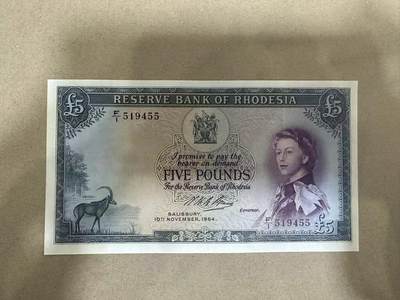 £5
RESERVE BANK OF RHODESIA
£5
F/1 519455
I promise to pay the
bearer on demand
FIVE POUNDS
For the Reserve Bank of Rhodesia
SALISBURY,
10TH NOVEMBER, 1964.
Governor.
F/1 519455
£5